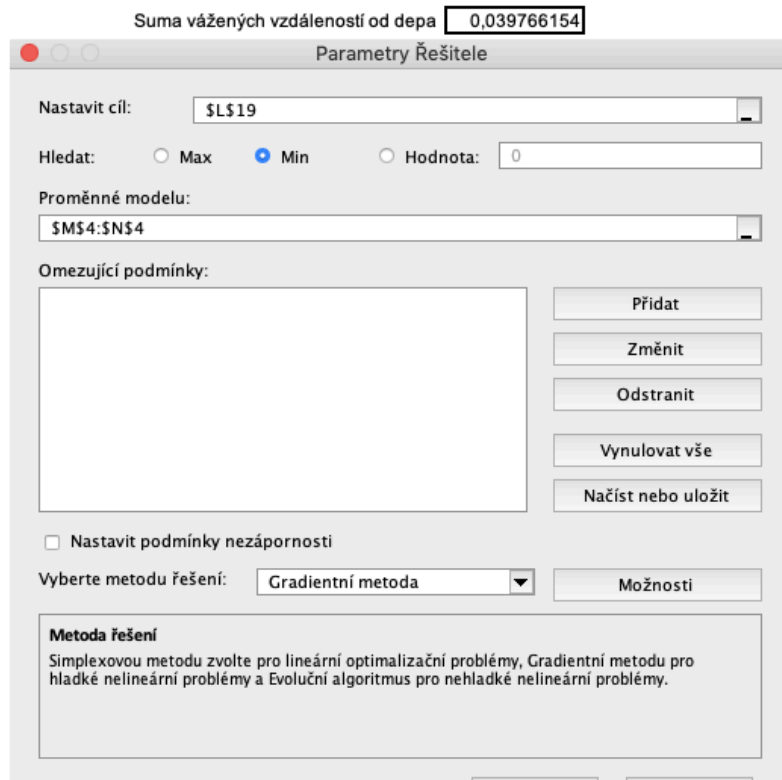 Suma vážených vzdáleností od depa 0,039766154
Parametry Řešitele
Nastavit cíl: $L$19
Hledat: Max Min Hodnota: 0
Proměnné modelu:
$M$4:$N$4
Omezující podmínky:
Přidat
Změnit
Odstranit
Vynulovat vše
Načíst nebo uložit
Nastavit podmínky nezápornosti
Vyberte metodu řešení: Gradientní metoda Možnosti
Metoda řešení
Simplexovou metodu zvolte pro lineární optimalizační problémy, Gradientní metodu pro
hladké nelineární problémy a Evoluční algoritmus pro nehladké nelineární problémy.